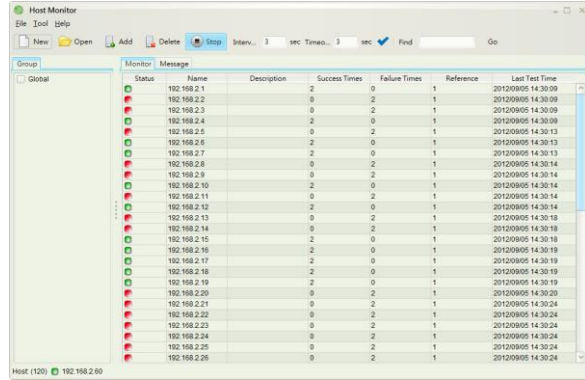 Host Monitor
File Tool Help
New Open Add Delete Stop Interv... 3 sec Timeo... 3 sec Find Go
Group Monitor Message
Global Status Name Description Success Times Failure Times Reference Last Test Time
192.168.2.1 2 0 1 2012/09/05 14:30:09
192.168.2.2 0 2 1 2012/09/05 14:30:09
192.168.2.3 0 2 1 2012/09/05 14:30:09
192.168.2.4 2 0 1 2012/09/05 14:30:09
192.168.2.5 0 2 1 2012/09/05 14:30:13
192.168.2.6 2 0 1 2012/09/05 14:30:13
192.168.2.7 2 0 1 2012/09/05 14:30:13
192.168.2.8 0 2 1 2012/09/05 14:30:14
192.168.2.9 0 2 1 2012/09/05 14:30:14
192.168.2.10 2 0 1 2012/09/05 14:30:14
192.168.2.11 0 2 1 2012/09/05 14:30:14
192.168.2.12 2 0 1 2012/09/05 14:30:14
192.168.2.13 0 2 1 2012/09/05 14:30:18
192.168.2.14 0 2 1 2012/09/05 14:30:18
192.168.2.15 2 0 1 2012/09/05 14:30:18
192.168.2.16 2 0 1 2012/09/05 14:30:19
192.168.2.17 2 0 1 2012/09/05 14:30:19
192.168.2.18 2 0 1 2012/09/05 14:30:19
192.168.2.19 2 0 1 2012/09/05 14:30:19
192.168.2.20 0 2 1 2012/09/05 14:30:20
192.168.2.21 0 2 1 2012/09/05 14:30:24
192.168.2.22 0 2 1 2012/09/05 14:30:24
192.168.2.23 0 2 1 2012/09/05 14:30:24
192.168.2.24 0 2 1 2012/09/05 14:30:24
192.168.2.25 0 2 1 2012/09/05 14:30:24
192.168.2.26 0 2 1 2012/09/05 14:30:24
Host (120) 192.168.2.60